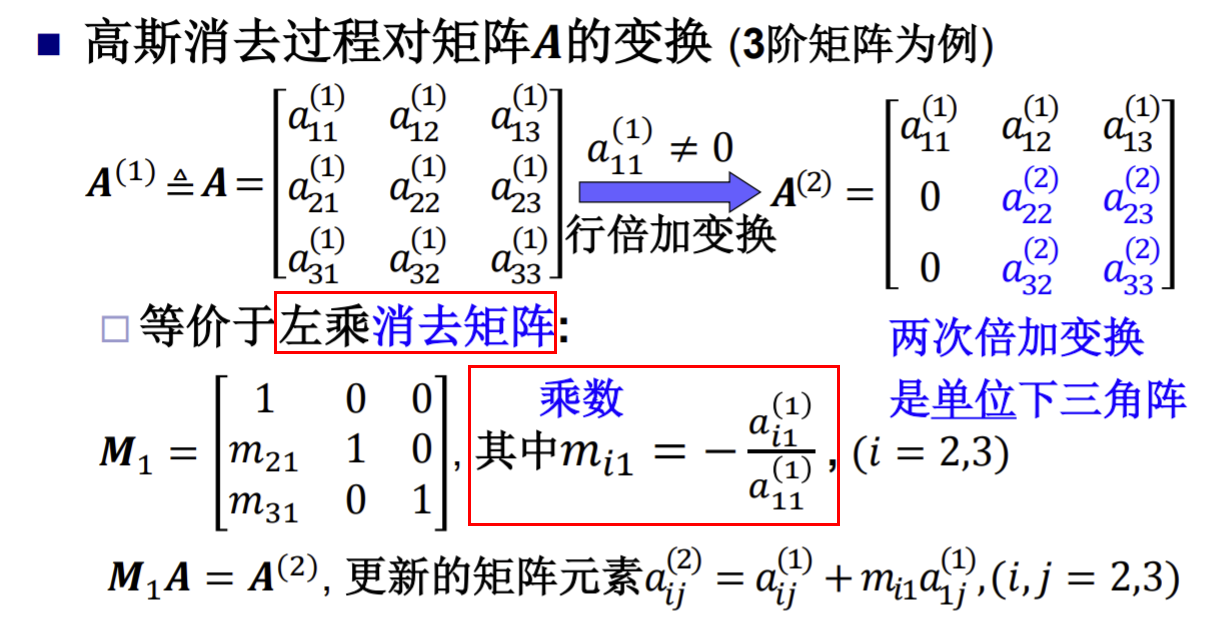 ■ 高斯消去过程对矩阵A的变换 (3阶矩阵为例)
$A^{(1)} \triangleq A = \begin{bmatrix} a_{11}^{(1)} & a_{12}^{(1)} & a_{13}^{(1)} \\ a_{21}^{(1)} & a_{22}^{(1)} & a_{23}^{(1)} \\ a_{31}^{(1)} & a_{32}^{(1)} & a_{33}^{(1)} \end{bmatrix}$ $a_{11}^{(1)} \neq 0$ 行倍加变换 $A^{(2)} = \begin{bmatrix} a_{11}^{(1)} & a_{12}^{(1)} & a_{13}^{(1)} \\ 0 & a_{22}^{(2)} & a_{23}^{(2)} \\ 0 & a_{32}^{(2)} & a_{33}^{(2)} \end{bmatrix}$
□ 等价于左乘消去矩阵:
两次倍加变换
是单位下三角阵
乘数
$M_1 = \begin{bmatrix} 1 & 0 & 0 \\ m_{21} & 1 & 0 \\ m_{31} & 0 & 1 \end{bmatrix}$, 其中$m_{i1} = -\frac{a_{i1}^{(1)}}{a_{11}^{(1)}}$, $(i = 2,3)$
$M_1 A = A^{(2)}$, 更新的矩阵元素$a_{ij}^{(2)} = a_{ij}^{(1)} + m_{i1} a_{1j}^{(1)}$,$(i, j = 2,3)$